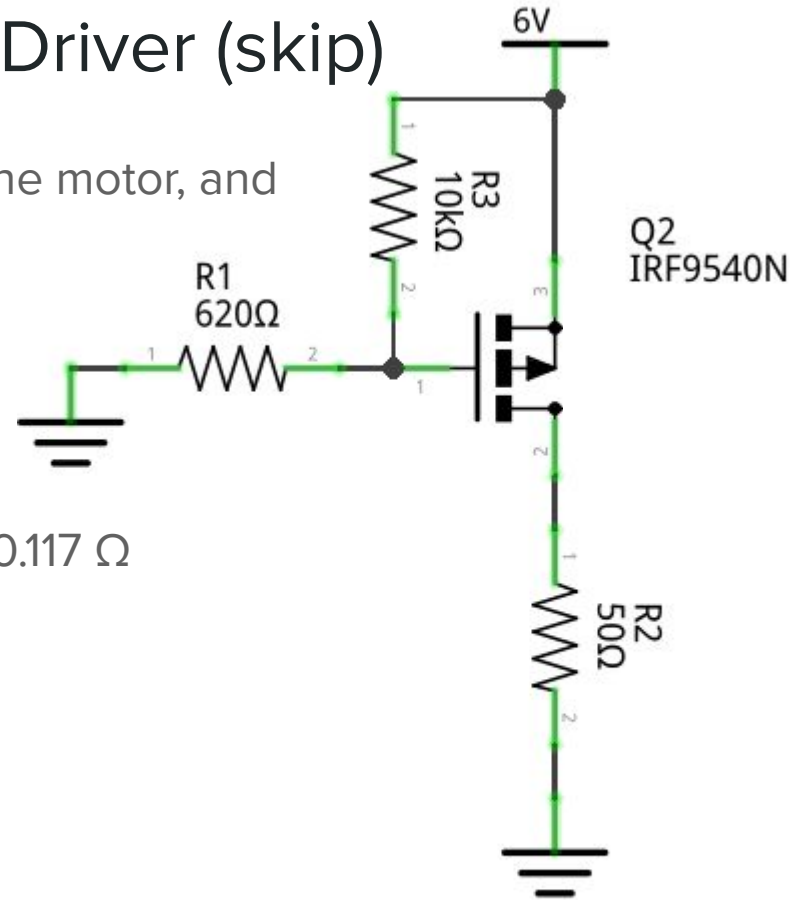 Driver (skip)
6V
he motor, and
1
R3
10kΩ
Q2
IRF9540N
R1
620Ω
2
3
1
2
1
2
0.117 Ω
1
R2
50Ω
2